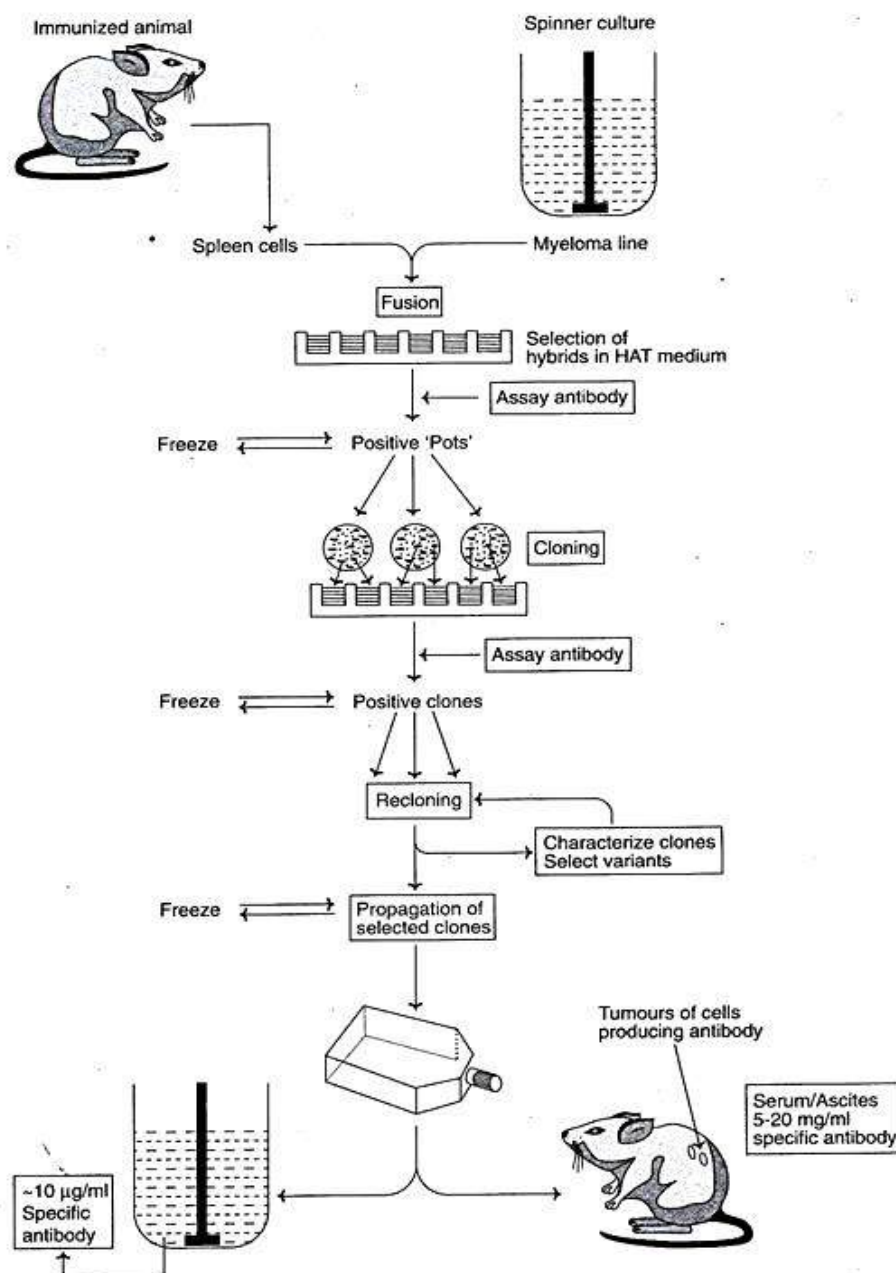 Immunized animal
Spinner culture
Spleen cells
Myeloma line
Fusion
Selection of
hybrids in HAT medium
Assay antibody
Freeze
Positive 'Pots'
Cloning
Assay antibody
Freeze
Positive clones
Recloning
Characterize clones
Select variants
Freeze
Propagation of
selected clones
Tumours of cells
producing antibody
Serum/Ascites
5-20 mg/ml
specific antibody
~10 µg/ml
Specific
antibody